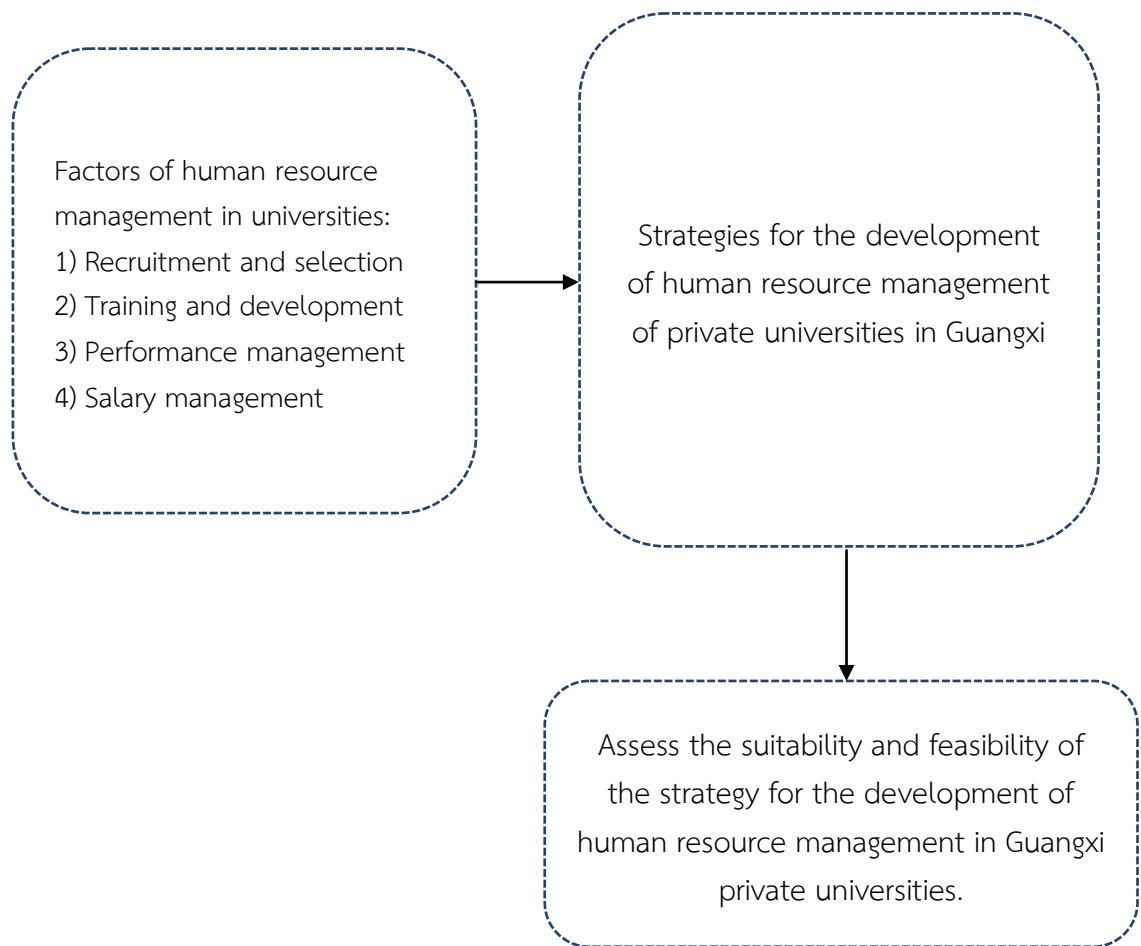 Factors of human resource
management in universities:
1) Recruitment and selection
2) Training and development
3) Performance management
4) Salary management
Strategies for the development
of human resource management
of private universities in Guangxi
Assess the suitability and feasibility of
the strategy for the development of
human resource management in Guangxi
private universities.